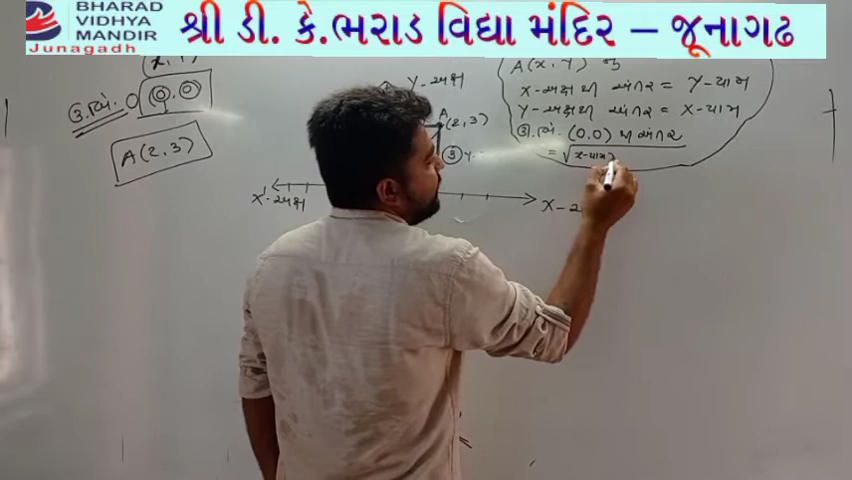 BHARAD
VIDHYA
MANDIR
Junagadh
શ્રી ડી. કે.ભરાડ વિદ્યા મંદિર – જૂનાગઢ
ઉ.બિં. O (0,0)
A(2,3)
Y-અક્ષ
A
(2,3)
3
X'-અક્ષ
X-અ
A(x,y) નું
X-અક્ષથી અંતર = Y-યામ
Y-અક્ષથી અંતર = X-યામ
ઉ.બિં. (0,0) થી અંતર
= √x-યામ